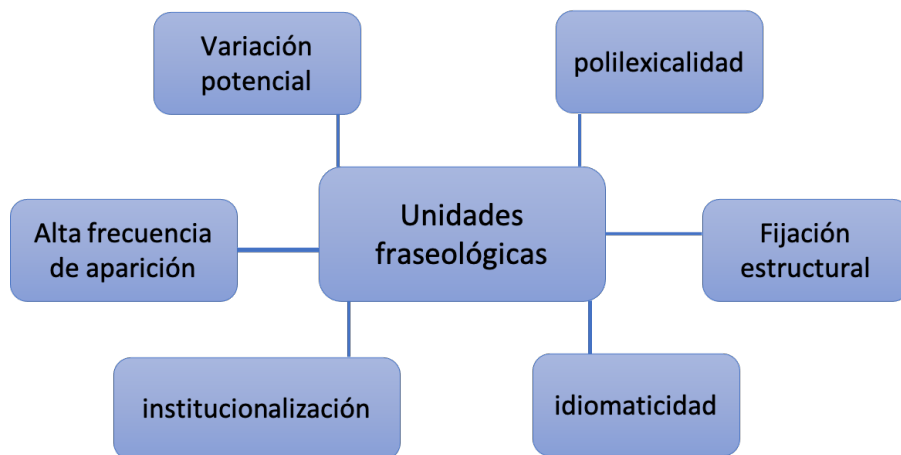 Variación
potencial
polilexicalidad
Unidades
fraseológicas
Alta frecuencia
de aparición
Fijación
estructural
institucionalización
idiomaticidad